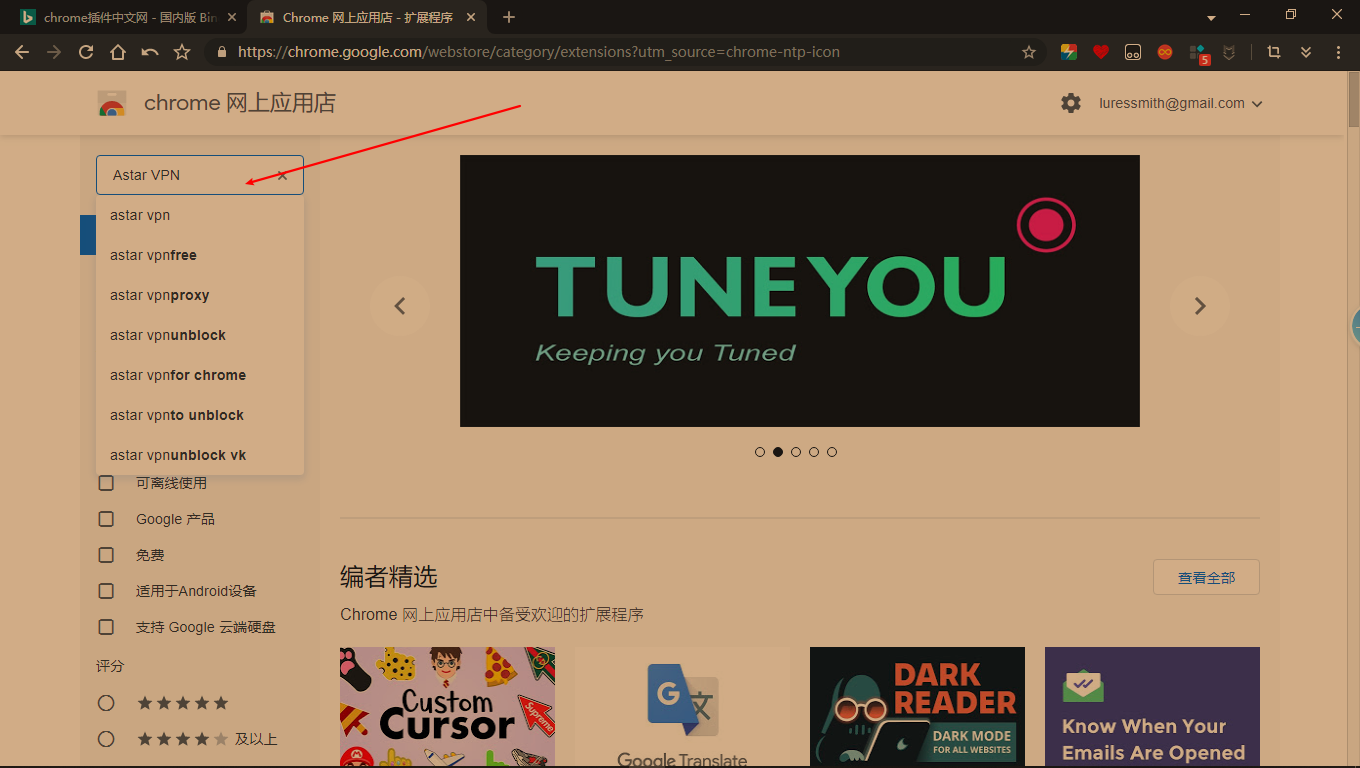 chrome插件中文网 - 国内版 Bin
Chrome 网上应用店 - 扩展程序
https://chrome.google.com/webstore/category/extensions?utm_source=chrome-ntp-icon
5
chrome 网上应用店
luressmith@gmail.com
Astar VPN
astar vpn
astar vpnfree
astar vpnproxy
astar vpnunblock
astar vpnfor chrome
astar vpnto unblock
astar vpnunblock vk
可离线使用
Google 产品
免费
适用于Android设备
支持 Google 云端硬盘
评分
及以上
TUNEYOU
Keeping you Tuned
编者精选
查看全部
Chrome 网上应用店中备受欢迎的扩展程序
Custom
Cursor
Supreme
G
文
Google Translate
DARK
READER
DARK MODE
FOR ALL WEBSITES
Know When Your
Emails Are Opened